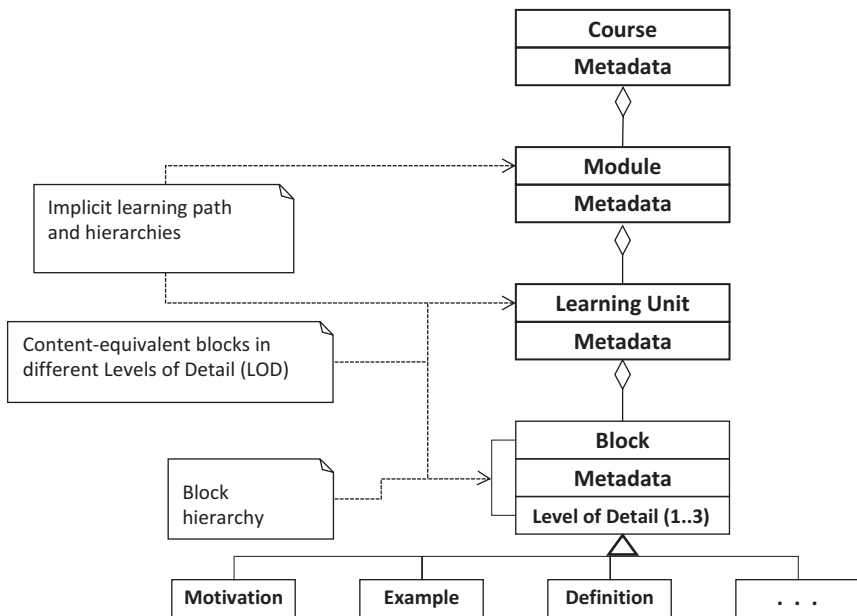 Course
Metadata
Module
Metadata
Implicit learning path
and hierarchies
Learning Unit
Metadata
Content-equivalent blocks in
different Levels of Detail (LOD)
Block
Metadata
Level of Detail (1..3)
Block
hierarchy
Motivation
Example
Definition
. . .